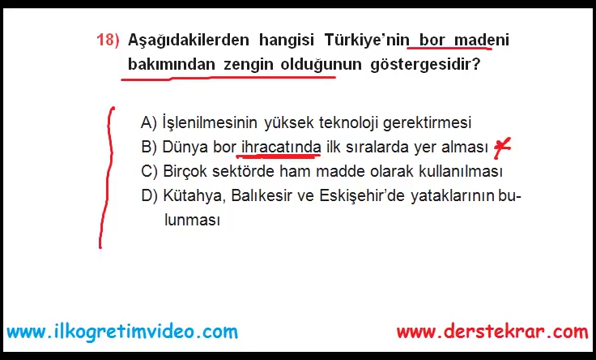 18) Aşağıdakilerden hangisi Türkiye'nin bor madeni
bakımından zengin olduğunun göstergesidir?
A) İşlenilmesinin yüksek teknoloji gerektirmesi
B) Dünya bor ihracatında ilk sıralarda yer alması
C) Birçok sektörde ham madde olarak kullanılması
D) Kütahya, Balıkesir ve Eskişehir'de yataklarının bu-
lunması
www.ilkogretimvideo.com
www.derstekrar.com